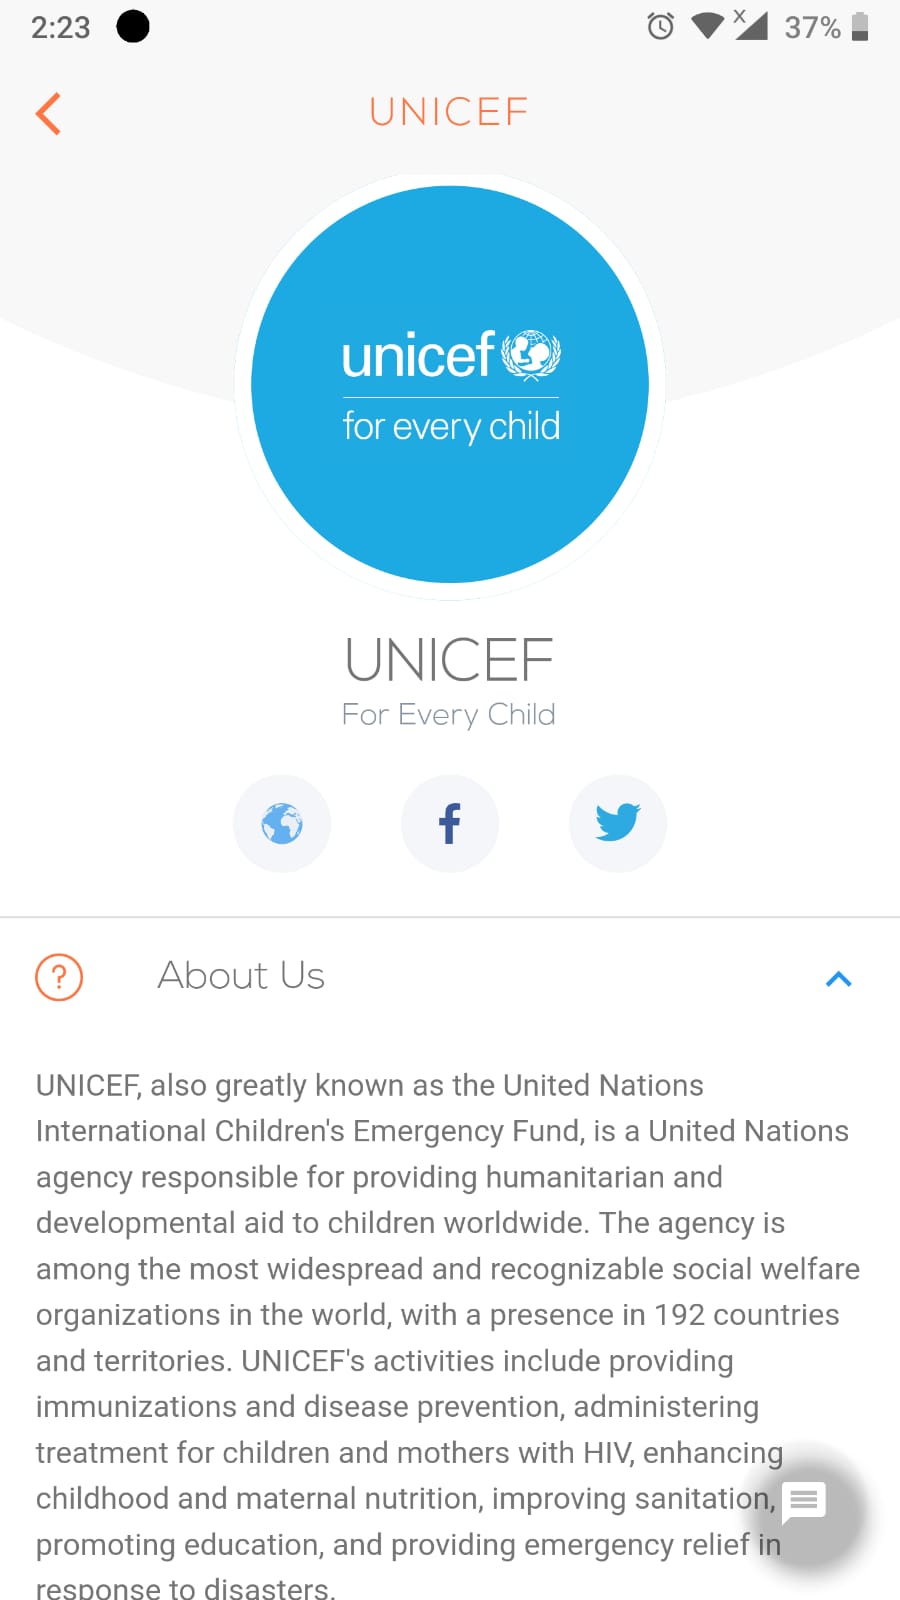 2:23
x
37%
UNICEF
unicef
for every child
UNICEF
For Every Child
f
?
About Us
UNICEF, also greatly known as the United Nations
International Children's Emergency Fund, is a United Nations
agency responsible for providing humanitarian and
developmental aid to children worldwide. The agency is
among the most widespread and recognizable social welfare
organizations in the world, with a presence in 192 countries
and territories. UNICEF's activities include providing
immunizations and disease prevention, administering
treatment for children and mothers with HIV, enhancing
childhood and maternal nutrition, improving sanitation,
promoting education, and providing emergency relief in
response to disasters.